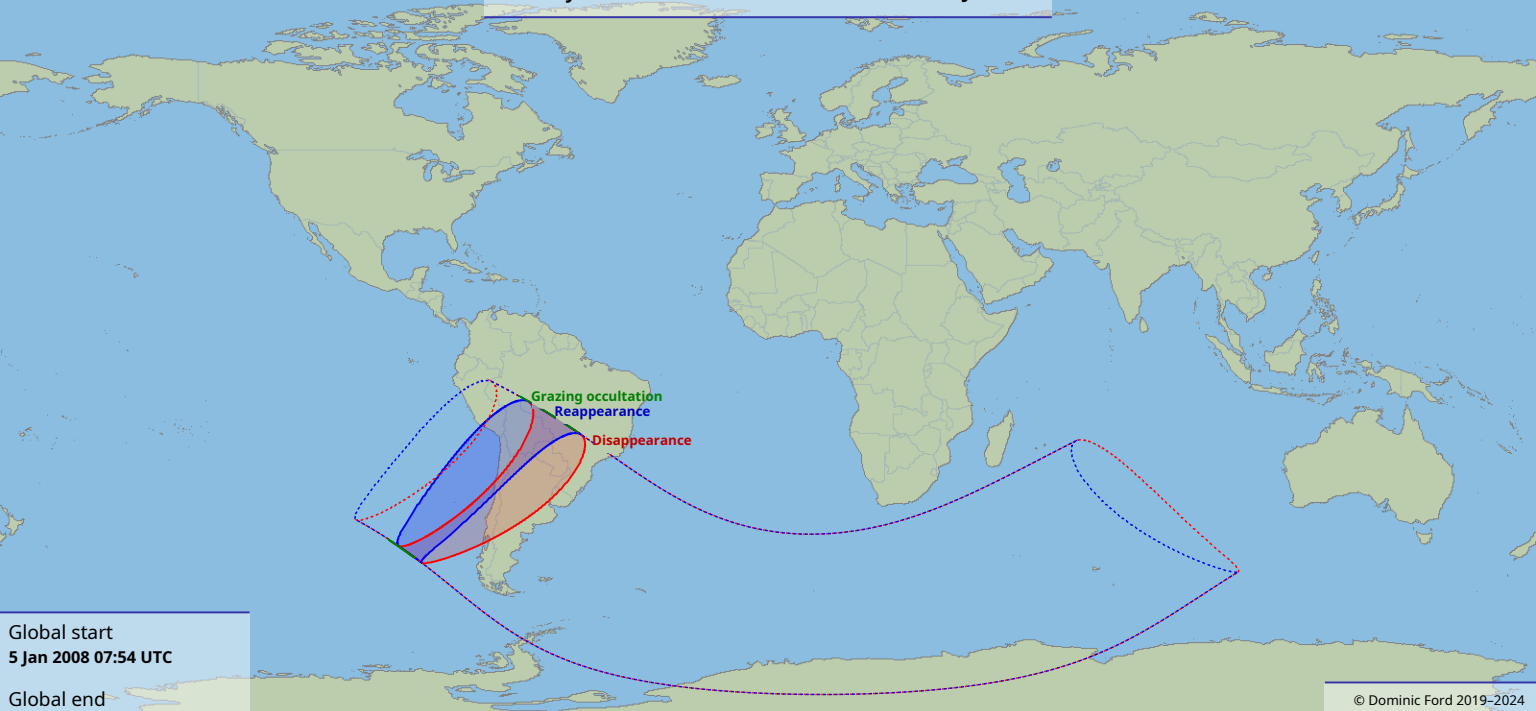 Grazing occultation
Reappearance
Disappearance
Global start
5 Jan 2008 07:54 UTC
Global end
© Dominic Ford 2019–2024